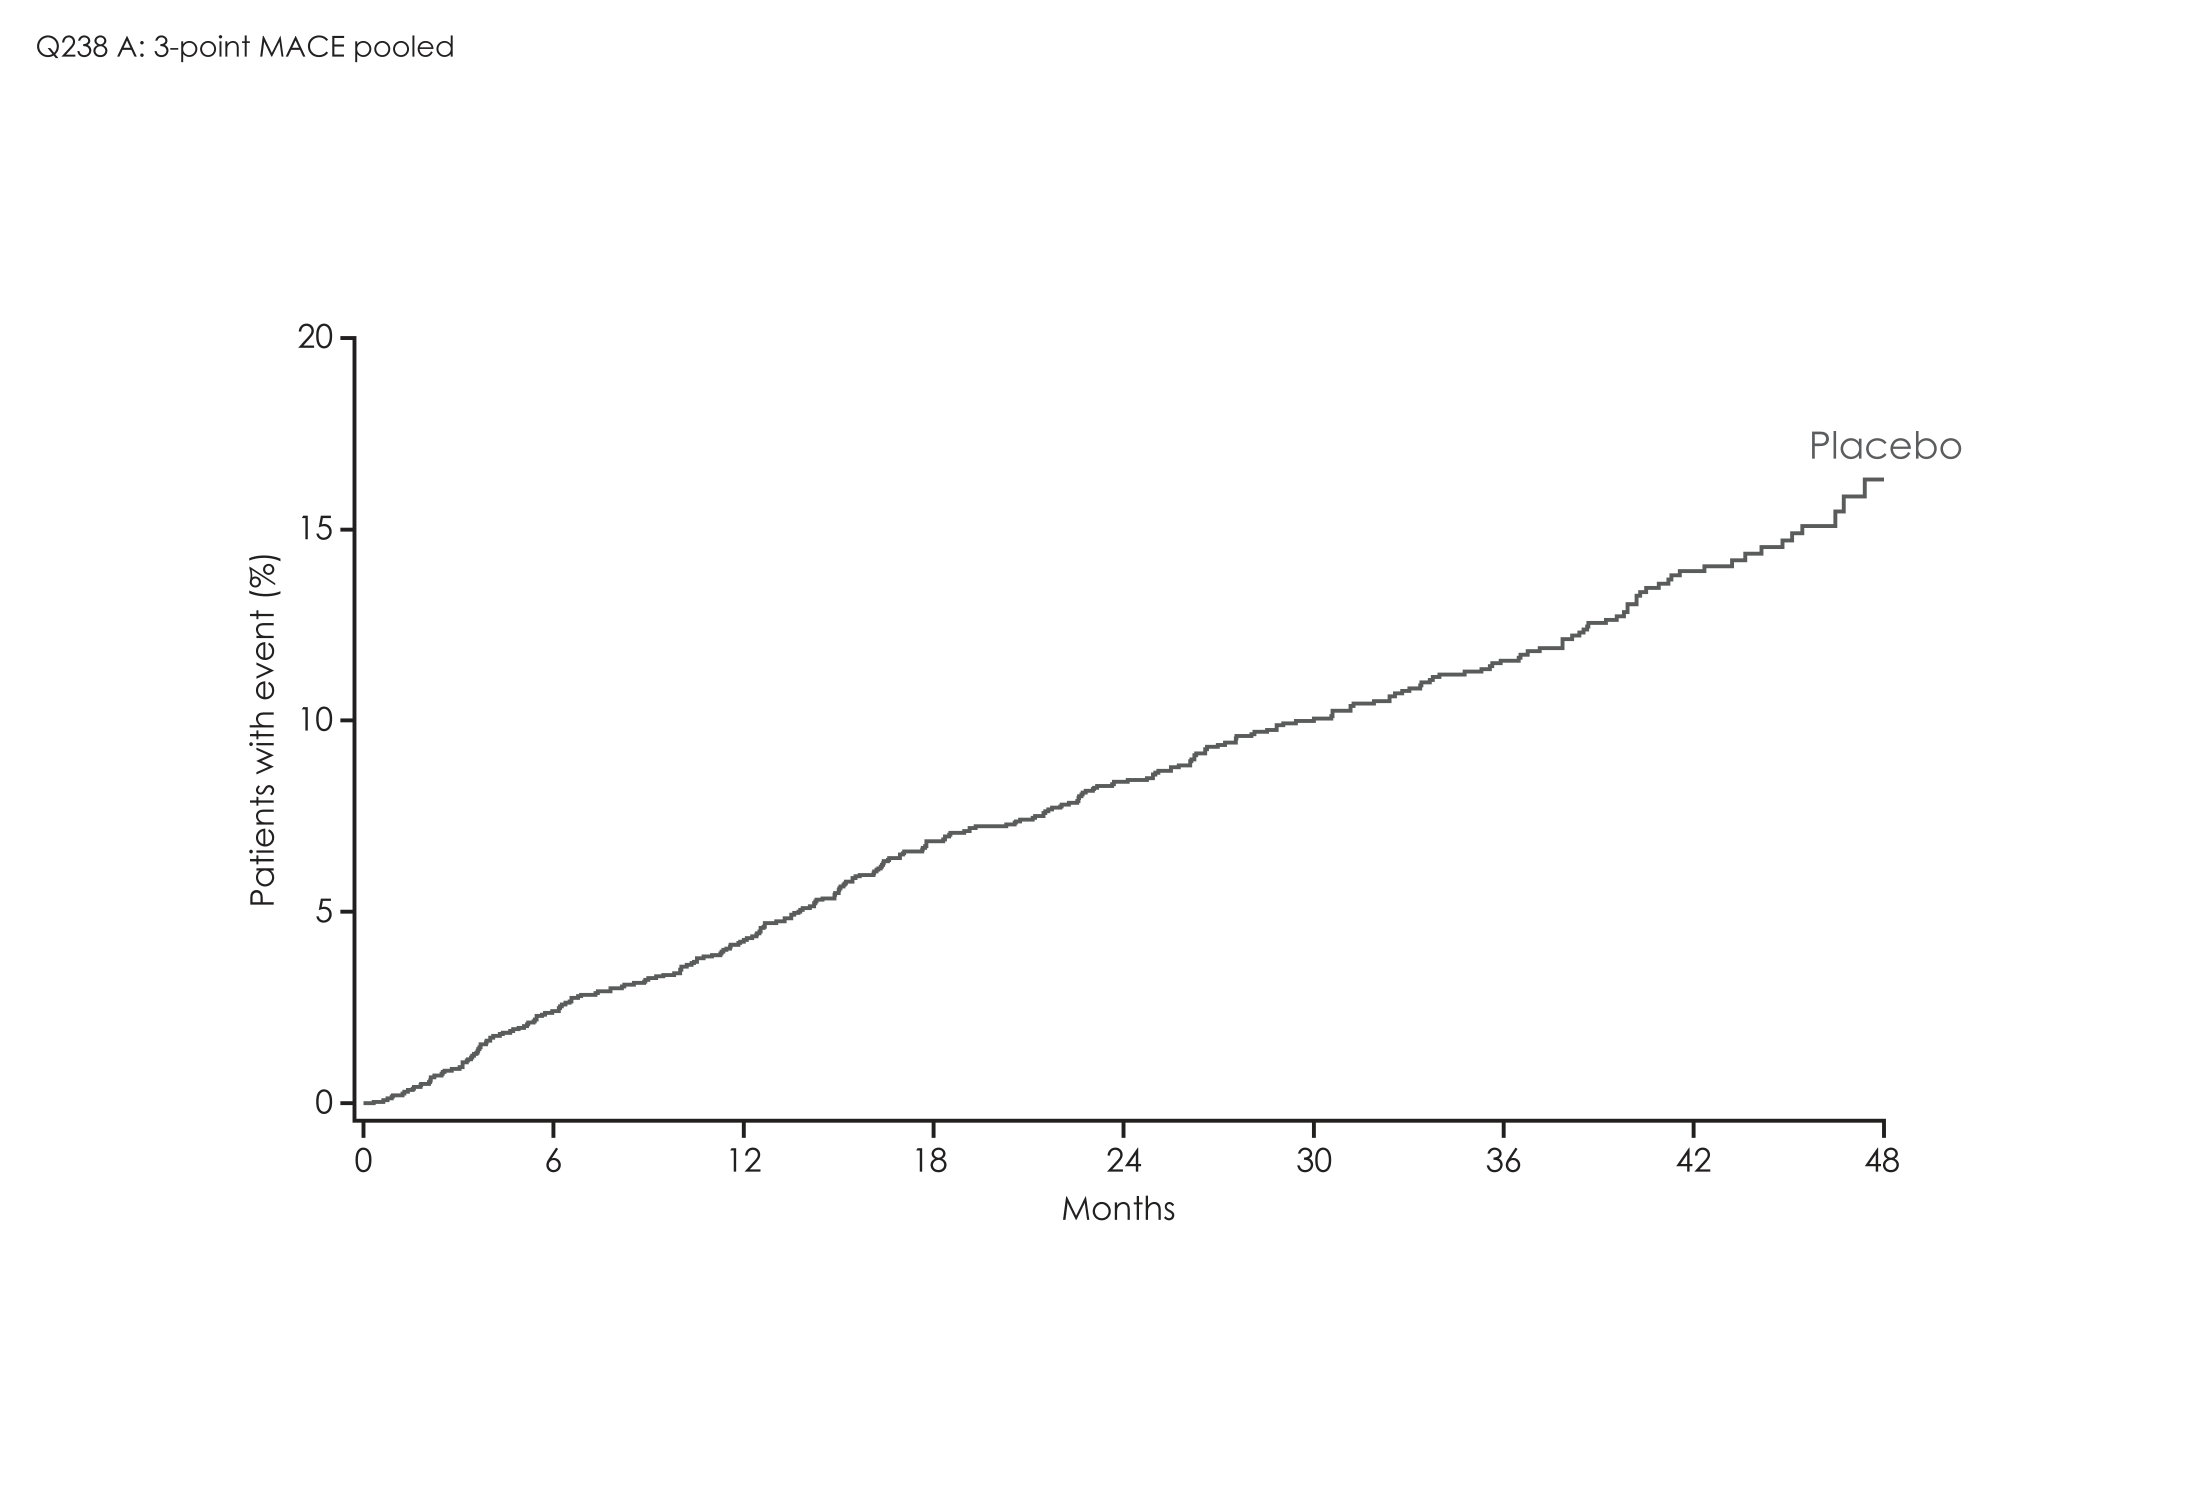 Q238 A: 3-point MACE pooled
20
15
10
5
0
Patients with event (%)
Placebo
0 6 12 18 24 30 36 42 48
Months